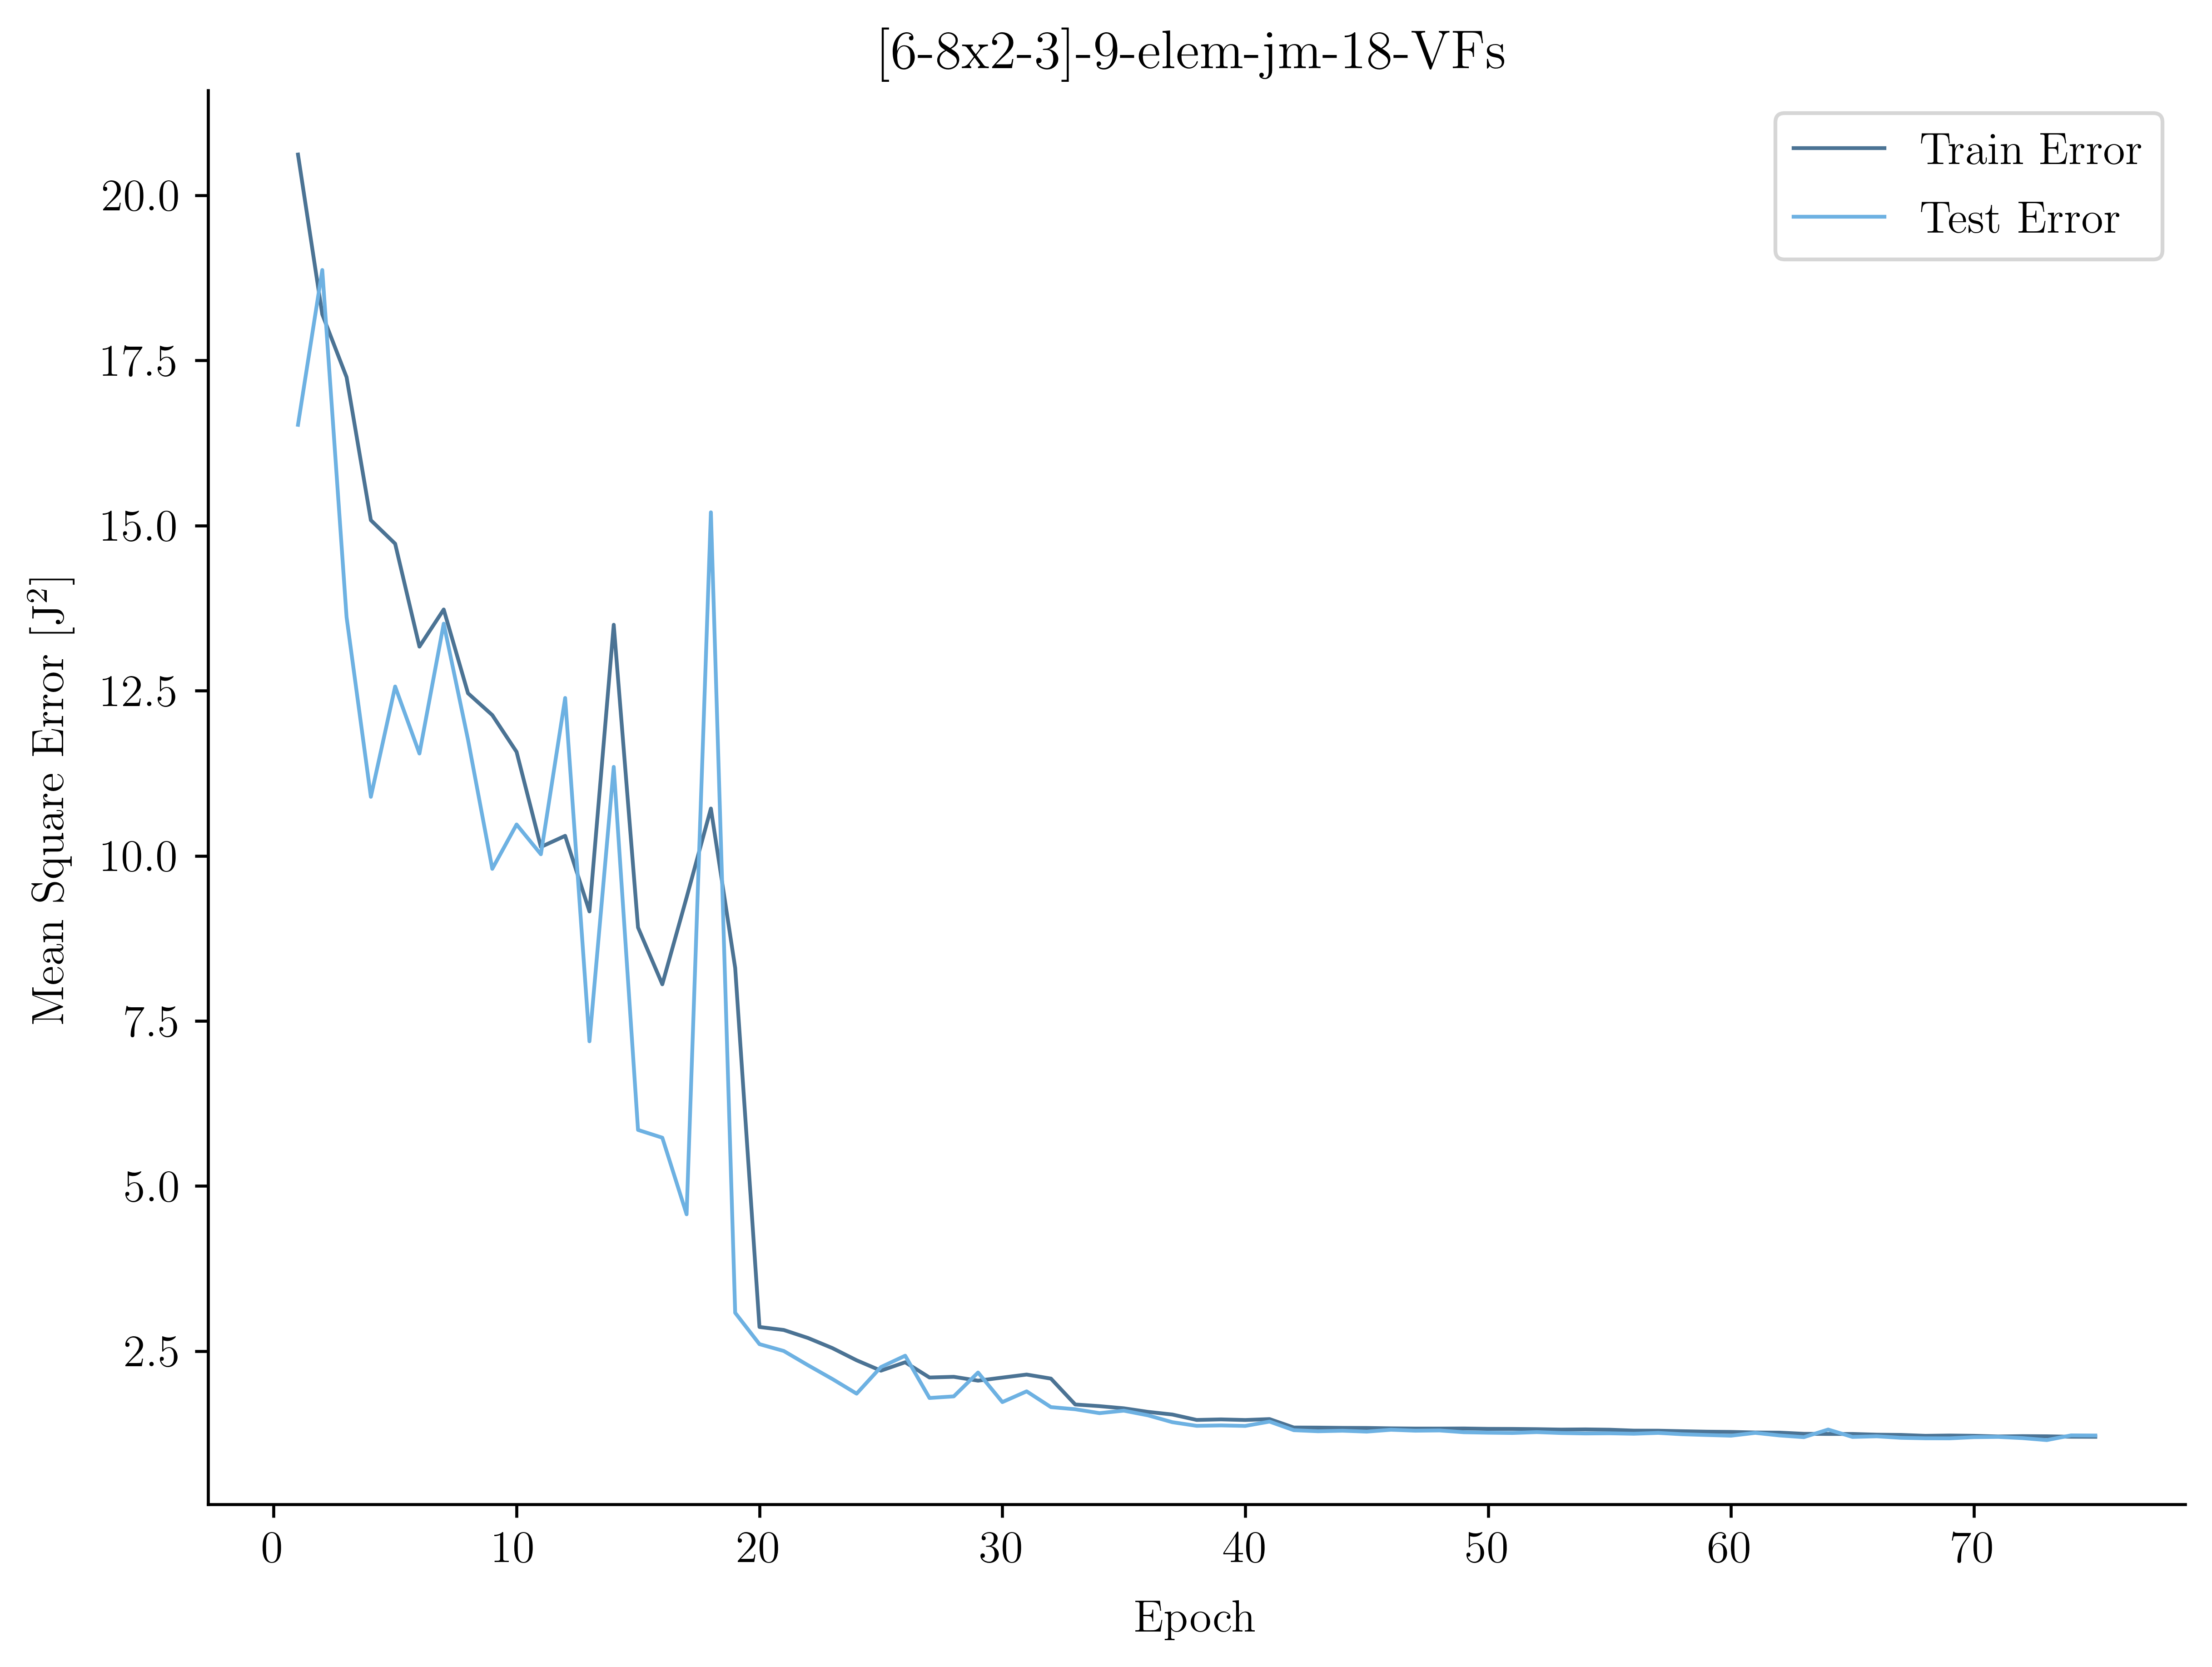 [6-8x2-3]-9-elem-jm-18-VFs
Train Error
Test Error
Mean Square Error [J²]
20.0
17.5
15.0
12.5
10.0
7.5
5.0
2.5
0 10 20 30 40 50 60 70
Epoch